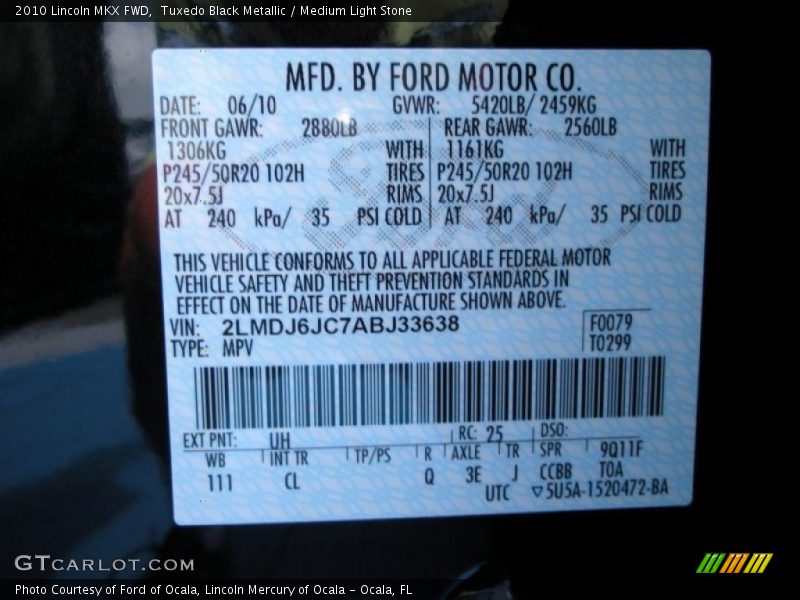 2010 Lincoln MKX FWD, Tuxedo Black Metallic / Medium Light Stone
MFD. BY FORD MOTOR CO.
DATE: 06/10 GVWR: 5420LB/ 2459KG
FRONT GAWR: 2880LB REAR GAWR: 2560LB
1306KG WITH 1161KG WITH
P245/50R20 102H TIRES P245/50R20 102H TIRES
20x7.5J RIMS 20x7.5J RIMS
AT 240 kPa/ 35 PSI COLD AT 240 kPa/ 35 PSI COLD
THIS VEHICLE CONFORMS TO ALL APPLICABLE FEDERAL MOTOR
VEHICLE SAFETY AND THEFT PREVENTION STANDARDS IN
EFFECT ON THE DATE OF MANUFACTURE SHOWN ABOVE.
VIN: 2LMDJ6JC7ABJ33638 F0079
TYPE: MPV T0299
EXT PNT: UH RC: 25 DSO:
WB INT TR TP/PS R AXLE TR SPR 9Q11F
111 CL Q 3E J CCBB TOA
UTC ▽5U5A-1520472-BA
GTCARLOT.COM
Photo Courtesy of Ford of Ocala, Lincoln Mercury of Ocala - Ocala, FL